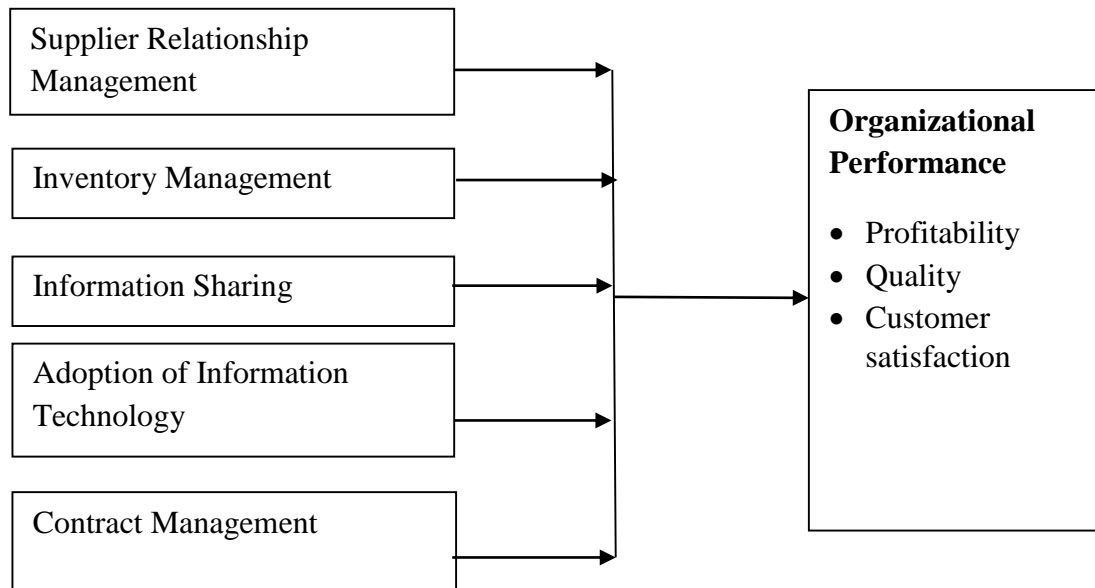 Supplier Relationship
Management
Inventory Management
Information Sharing
Adoption of Information
Technology
Contract Management
Organizational
Performance
• Profitability
• Quality
• Customer
satisfaction